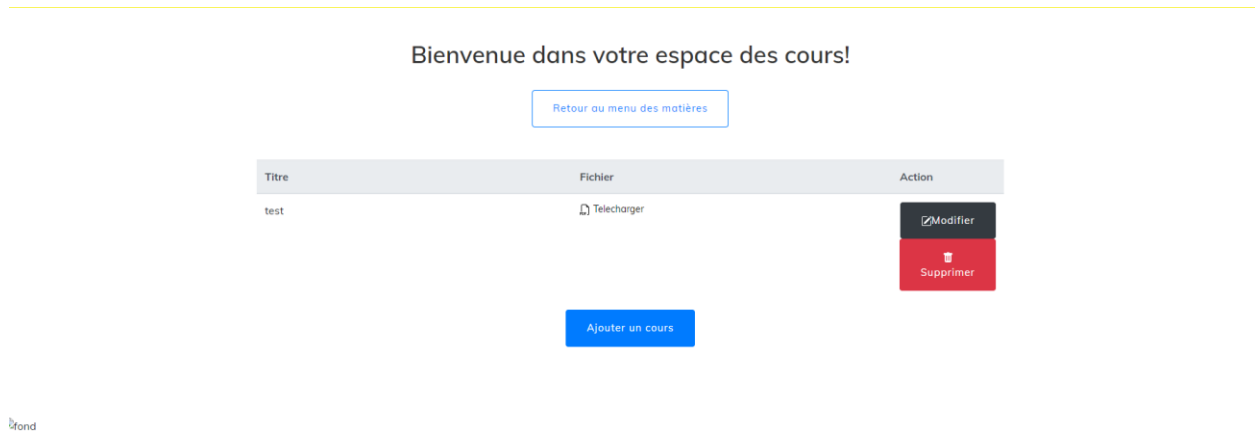 Bienvenue dans votre espace des cours!
Retour au menu des matières
Titre Fichier Action
test Telecharger Modifier
Supprimer
Ajouter un cours
fond